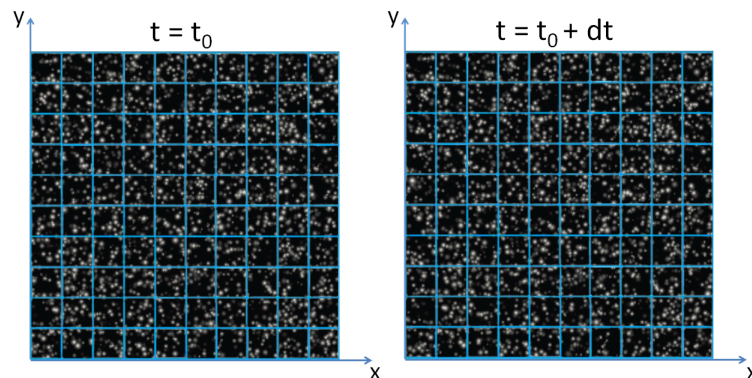 y
t = t₀
x
y
t = t₀ + dt
x